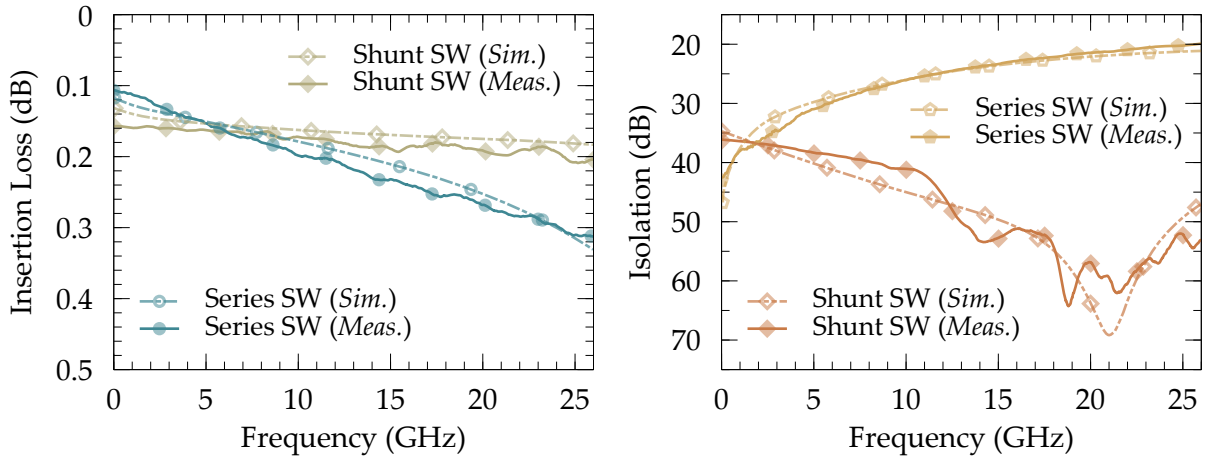 0
0.1
0.2
0.3
0.4
0.5
Insertion Loss (dB)
Shunt SW (Sim.)
Shunt SW (Meas.)
Series SW (Sim.)
Series SW (Meas.)
0 5 10 15 20 25
Frequency (GHz)
20
30
40
50
60
70
Isolation (dB)
Series SW (Sim.)
Series SW (Meas.)
Shunt SW (Sim.)
Shunt SW (Meas.)
0 5 10 15 20 25
Frequency (GHz)